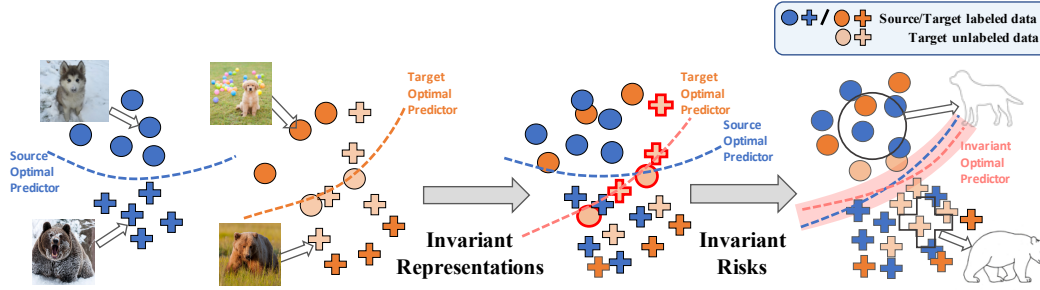 / Source/Target labeled data
Target unlabeled data
Source
Optimal
Predictor
Target
Optimal
Predictor
Invariant
Representations
Target
Optimal
Predictor
Source
Optimal
Predictor
Invariant
Risks
Invariant
Optimal
Predictor